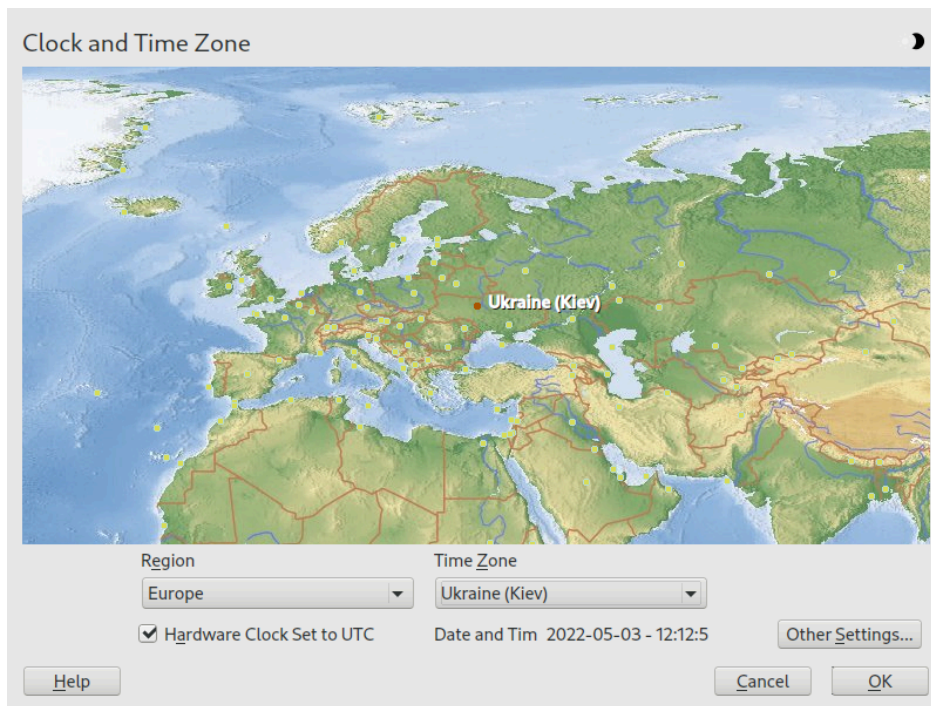 Clock and Time Zone
Ukraine (Kiev)
Region
Time Zone
Europe
Ukraine (Kiev)
Hardware Clock Set to UTC
Date and Tim 2022-05-03 - 12:12:5
Other Settings...
Help
Cancel
OK